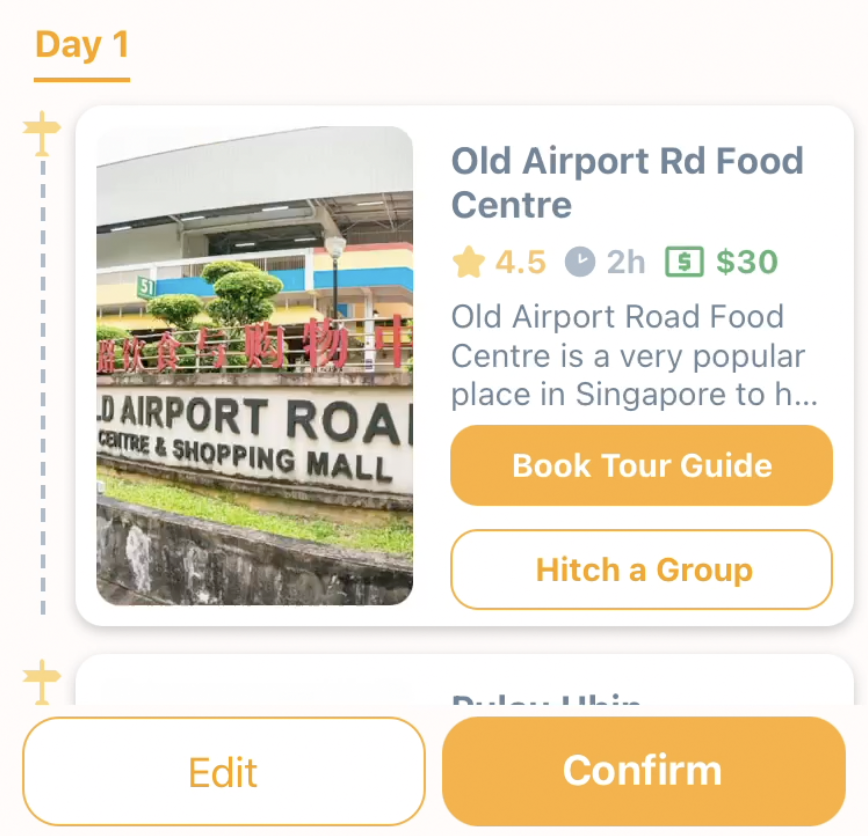 Day 1
51
路饮食与购物中
LD AIRPORT ROA
CENTRE & SHOPPING MALL
Old Airport Rd Food
Centre
4.5 2h $ $30
Old Airport Road Food
Centre is a very popular
place in Singapore to h...
Book Tour Guide
Hitch a Group
Pulau Ubin
Edit
Confirm